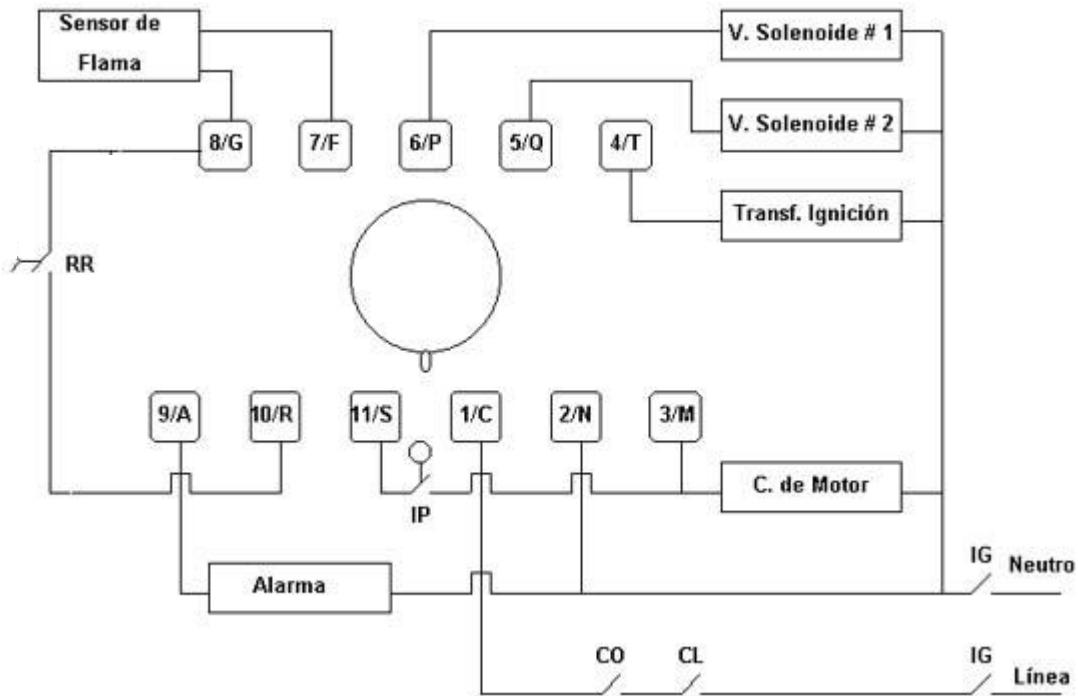 Sensor de
Flama
V. Solenoide # 1
V. Solenoide # 2
8/G
7/F
6/P
5/Q
4/T
Transf. Ignición
RR
9/A
10/R
11/S
1/C
2/N
3/M
C. de Motor
IP
IG
Neutro
Alarma
CO
CL
IG
Línea